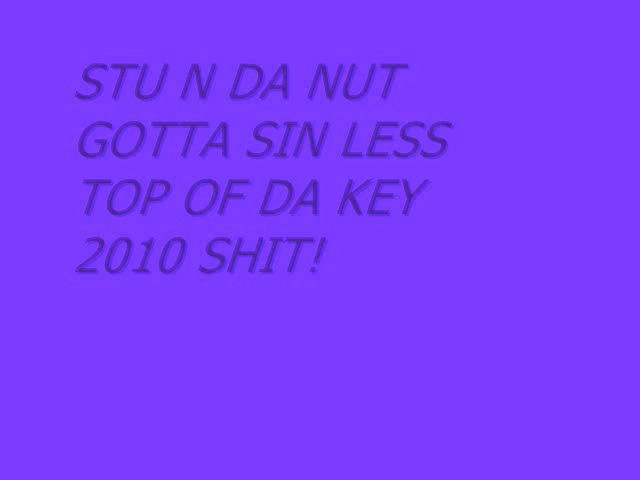 STU N DA NUT
GOTTA SIN LESS
TOP OF DA KEY
2010 SHIT!